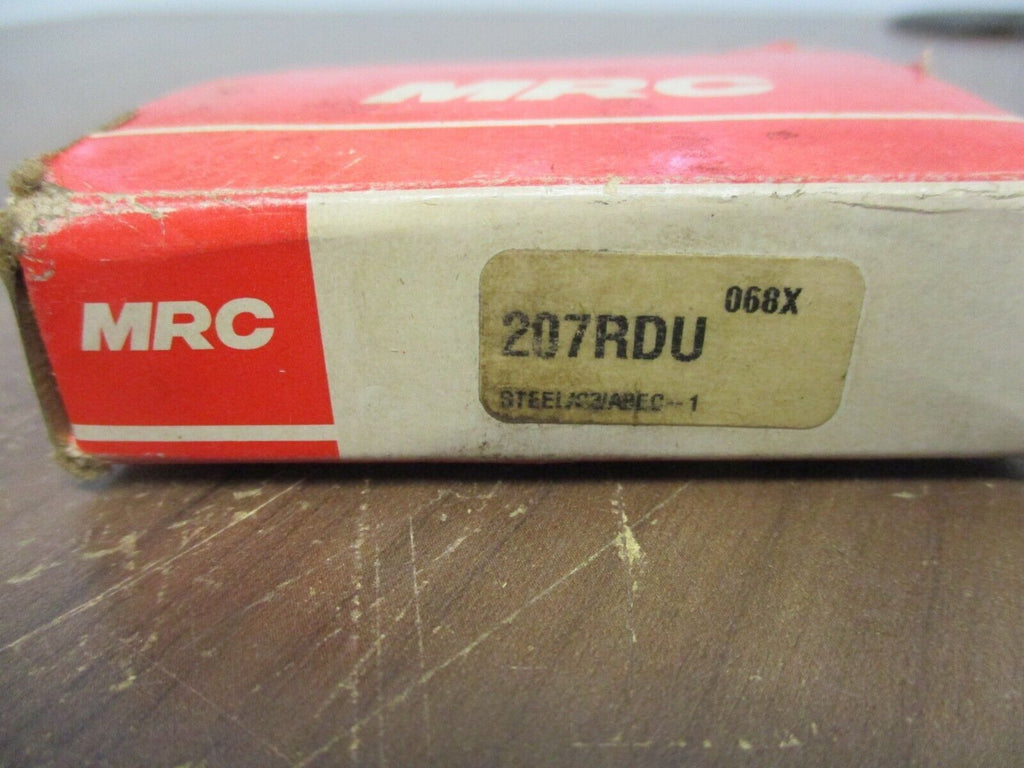 MRC
MRC
068X
207RDU
STEEL/C3/ABEC--1